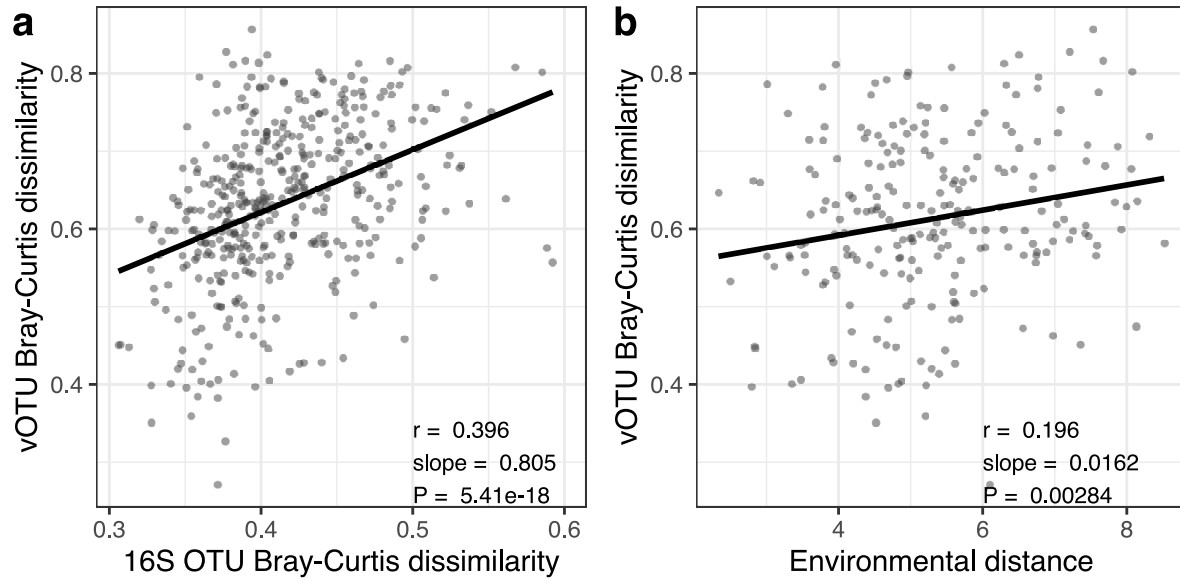 a
vOTU Bray-Curtis dissimilarity
0.8
0.6
0.4
r = 0.396
slope = 0.805
P = 5.41e-18
0.3
0.4
0.5
0.6
16S OTU Bray-Curtis dissimilarity
b
vOTU Bray-Curtis dissimilarity
0.8
0.6
0.4
r = 0.196
slope = 0.0162
P = 0.00284
4
6
8
Environmental distance